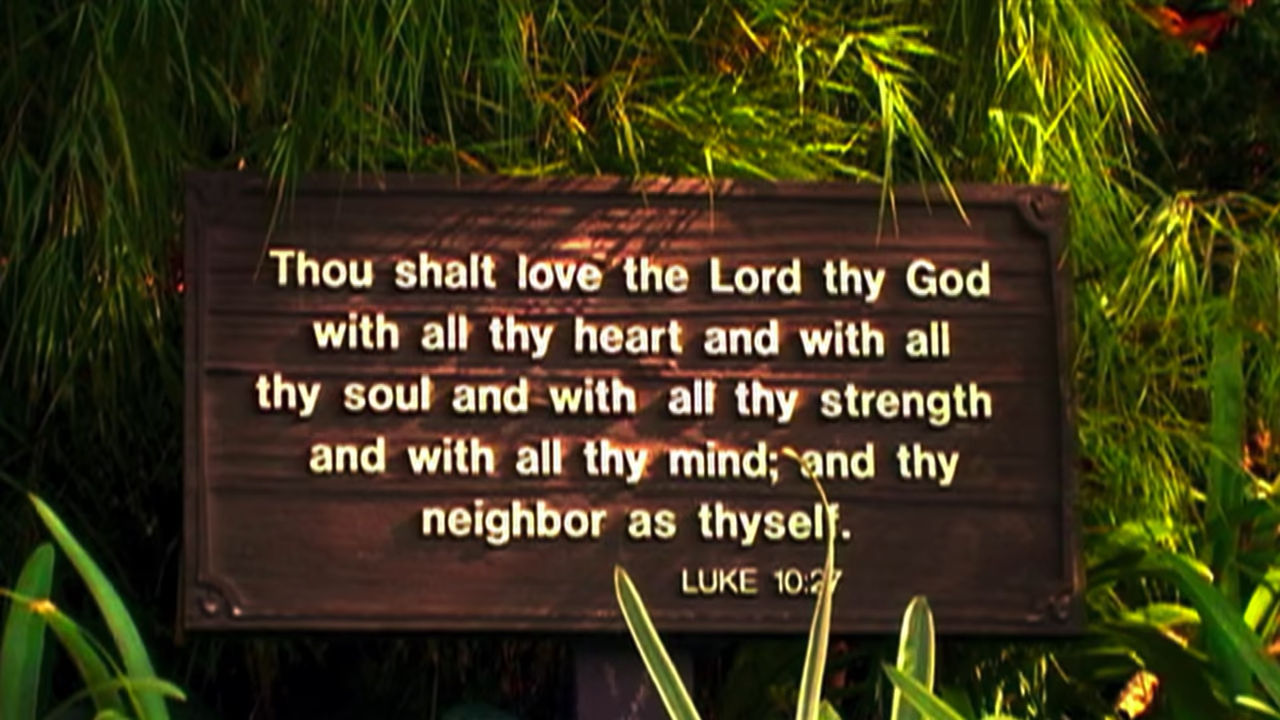 Thou shalt love the Lord thy God
with all thy heart and with all
thy soul and with all thy strength
and with all thy mind; and thy
neighbor as thyself.
LUKE 10:27